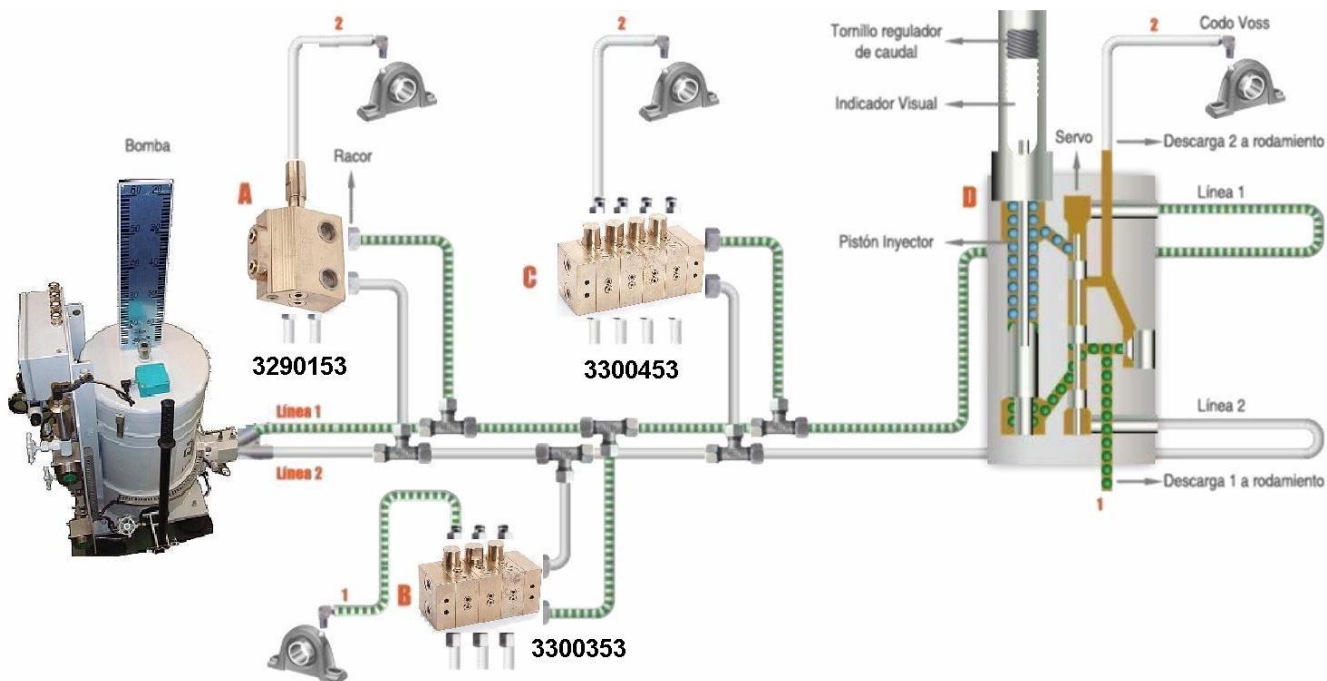 2
2
2
Codo Voss
Tornillo regulador
de caudal
Indicador Visual
Servo
Descarga 2 a rodamiento
Bomba
Racor
A
D
Línea 1
C
Pistón Inyector
3290153
3300453
Línea 1
Línea 2
Línea 2
Descarga 1 a rodamiento
1
B
1
3300353